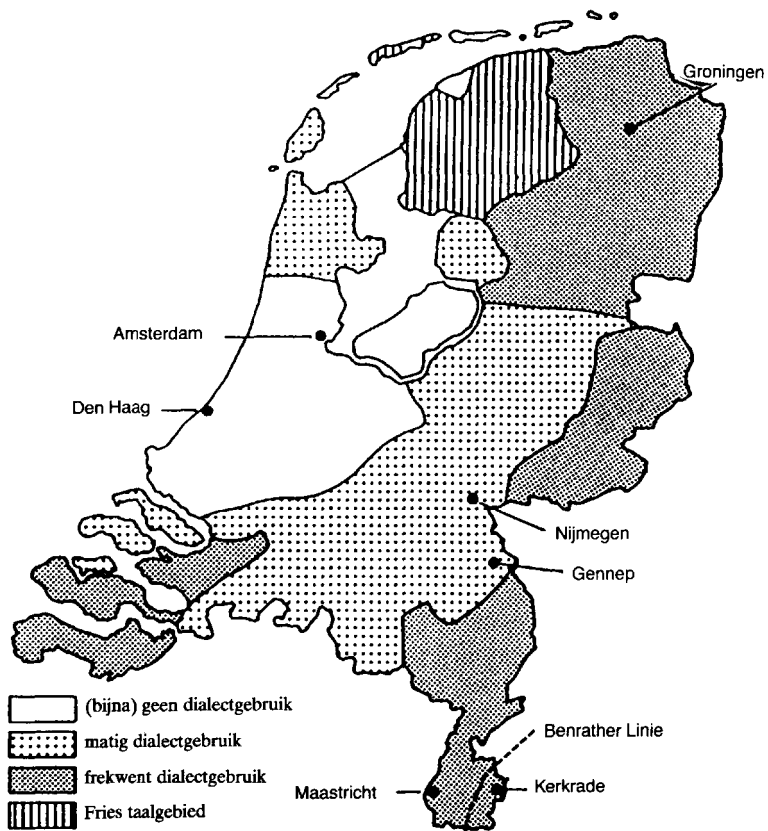 Groningen
Amsterdam
Den Haag
Nijmegen
Gennep
(bijna) geen dialectgebruik
matig dialectgebruik
frekwent dialectgebruik
Fries taalgebied
Benrather Linie
Maastricht
Kerkrade